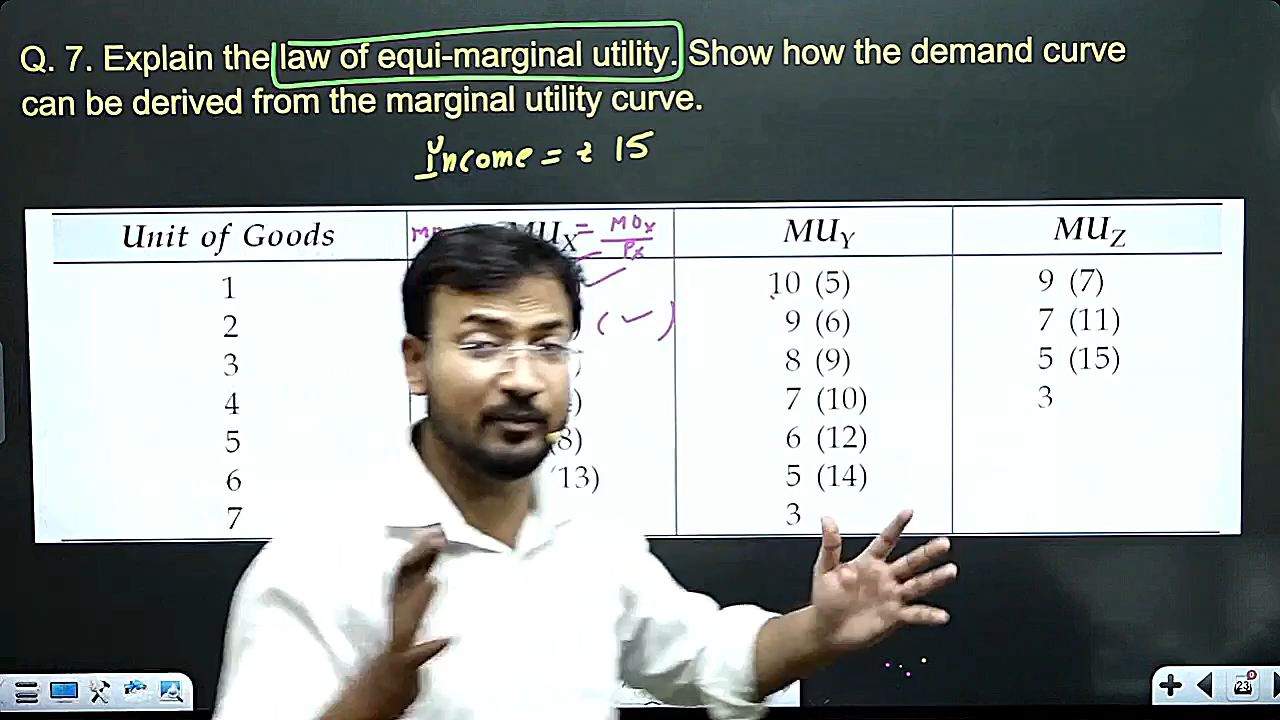 Q. 7. Explain the law of equi-marginal utility. Show how the demand curve
can be derived from the marginal utility curve.
Income = ₹ 15
Unit of Goods MU_X = MU_X / P_X MU_Y MU_Z
1 10 (5) 9 (7)
2 9 (6) 7 (11)
3 8 (9) 5 (15)
4 7 (10) 3
5 8) 6 (12)
6 13) 5 (14)
7 3
23